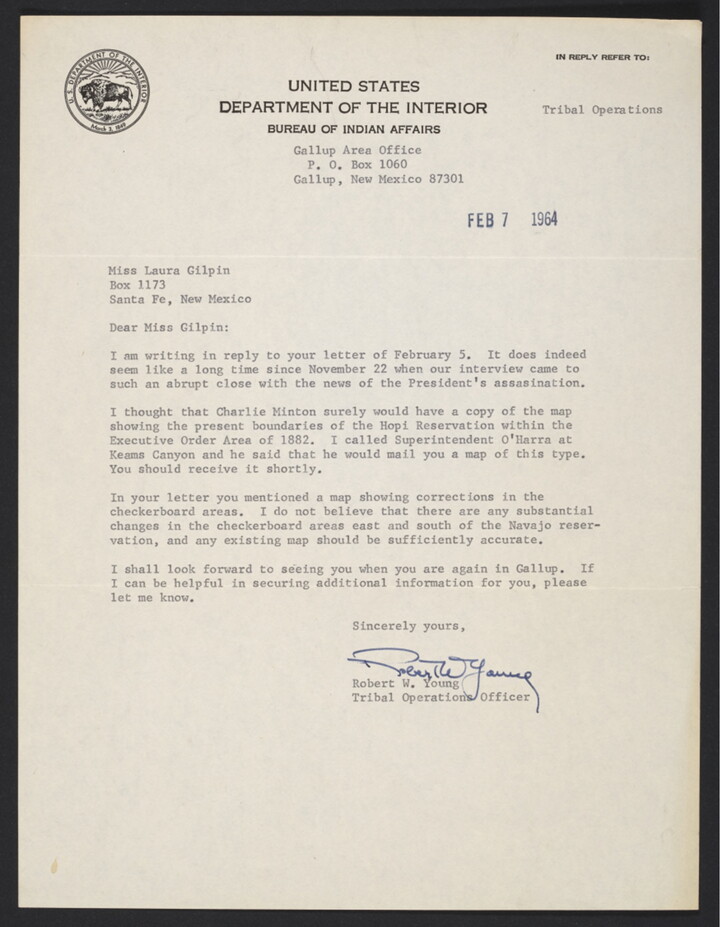 IN REPLY REFER TO:
U.S. DEPARTMENT OF THE INTERIOR
March 3, 1849
UNITED STATES
DEPARTMENT OF THE INTERIOR
Tribal Operations
BUREAU OF INDIAN AFFAIRS
Gallup Area Office
P. O. Box 1060
Gallup, New Mexico 87301
FEB 7 1964
Miss Laura Gilpin
Box 1173
Santa Fe, New Mexico
Dear Miss Gilpin:
I am writing in reply to your letter of February 5. It does indeed
seem like a long time since November 22 when our interview came to
such an abrupt close with the news of the President's assasination.
I thought that Charlie Minton surely would have a copy of the map
showing the present boundaries of the Hopi Reservation within the
Executive Order Area of 1882. I called Superintendent O'Harra at
Keams Canyon and he said that he would mail you a map of this type.
You should receive it shortly.
In your letter you mentioned a map showing corrections in the
checkerboard areas. I do not believe that there are any substantial
changes in the checkerboard areas east and south of the Navajo reser-
vation, and any existing map should be sufficiently accurate.
I shall look forward to seeing you when you are again in Gallup. If
I can be helpful in securing additional information for you, please
let me know.
Sincerely yours,
Robert W Young
Robert W. Young
Tribal Operations Officer